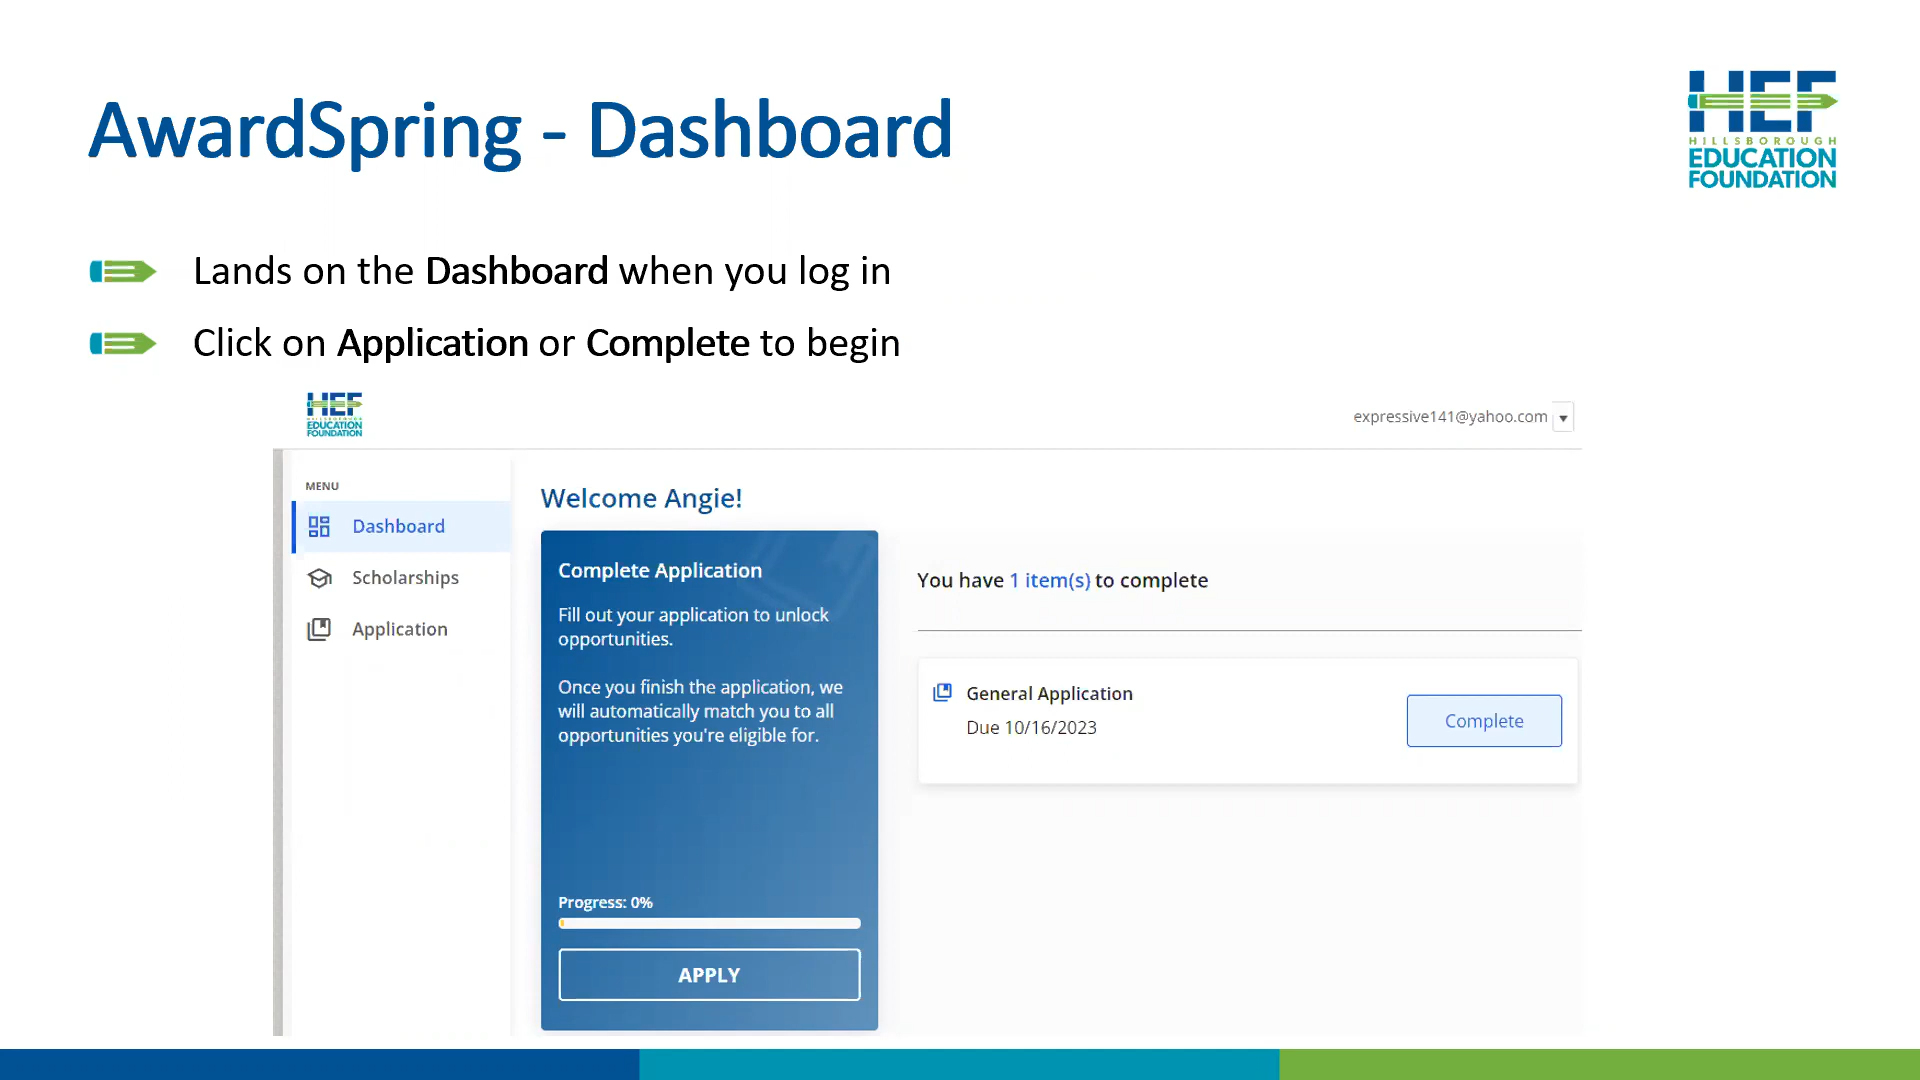 AwardSpring - Dashboard
HEF
HILLSBOROUGH
EDUCATION
FOUNDATION
Lands on the Dashboard when you log in
Click on Application or Complete to begin
HEF
HILLSBOROUGH
EDUCATION
FOUNDATION
expressive141@yahoo.com
MENU
Dashboard
Scholarships
Application
Welcome Angie!
Complete Application
Fill out your application to unlock
opportunities.
Once you finish the application, we
will automatically match you to all
opportunities you're eligible for.
Progress: 0%
APPLY
You have 1 item(s) to complete
General Application
Due 10/16/2023
Complete